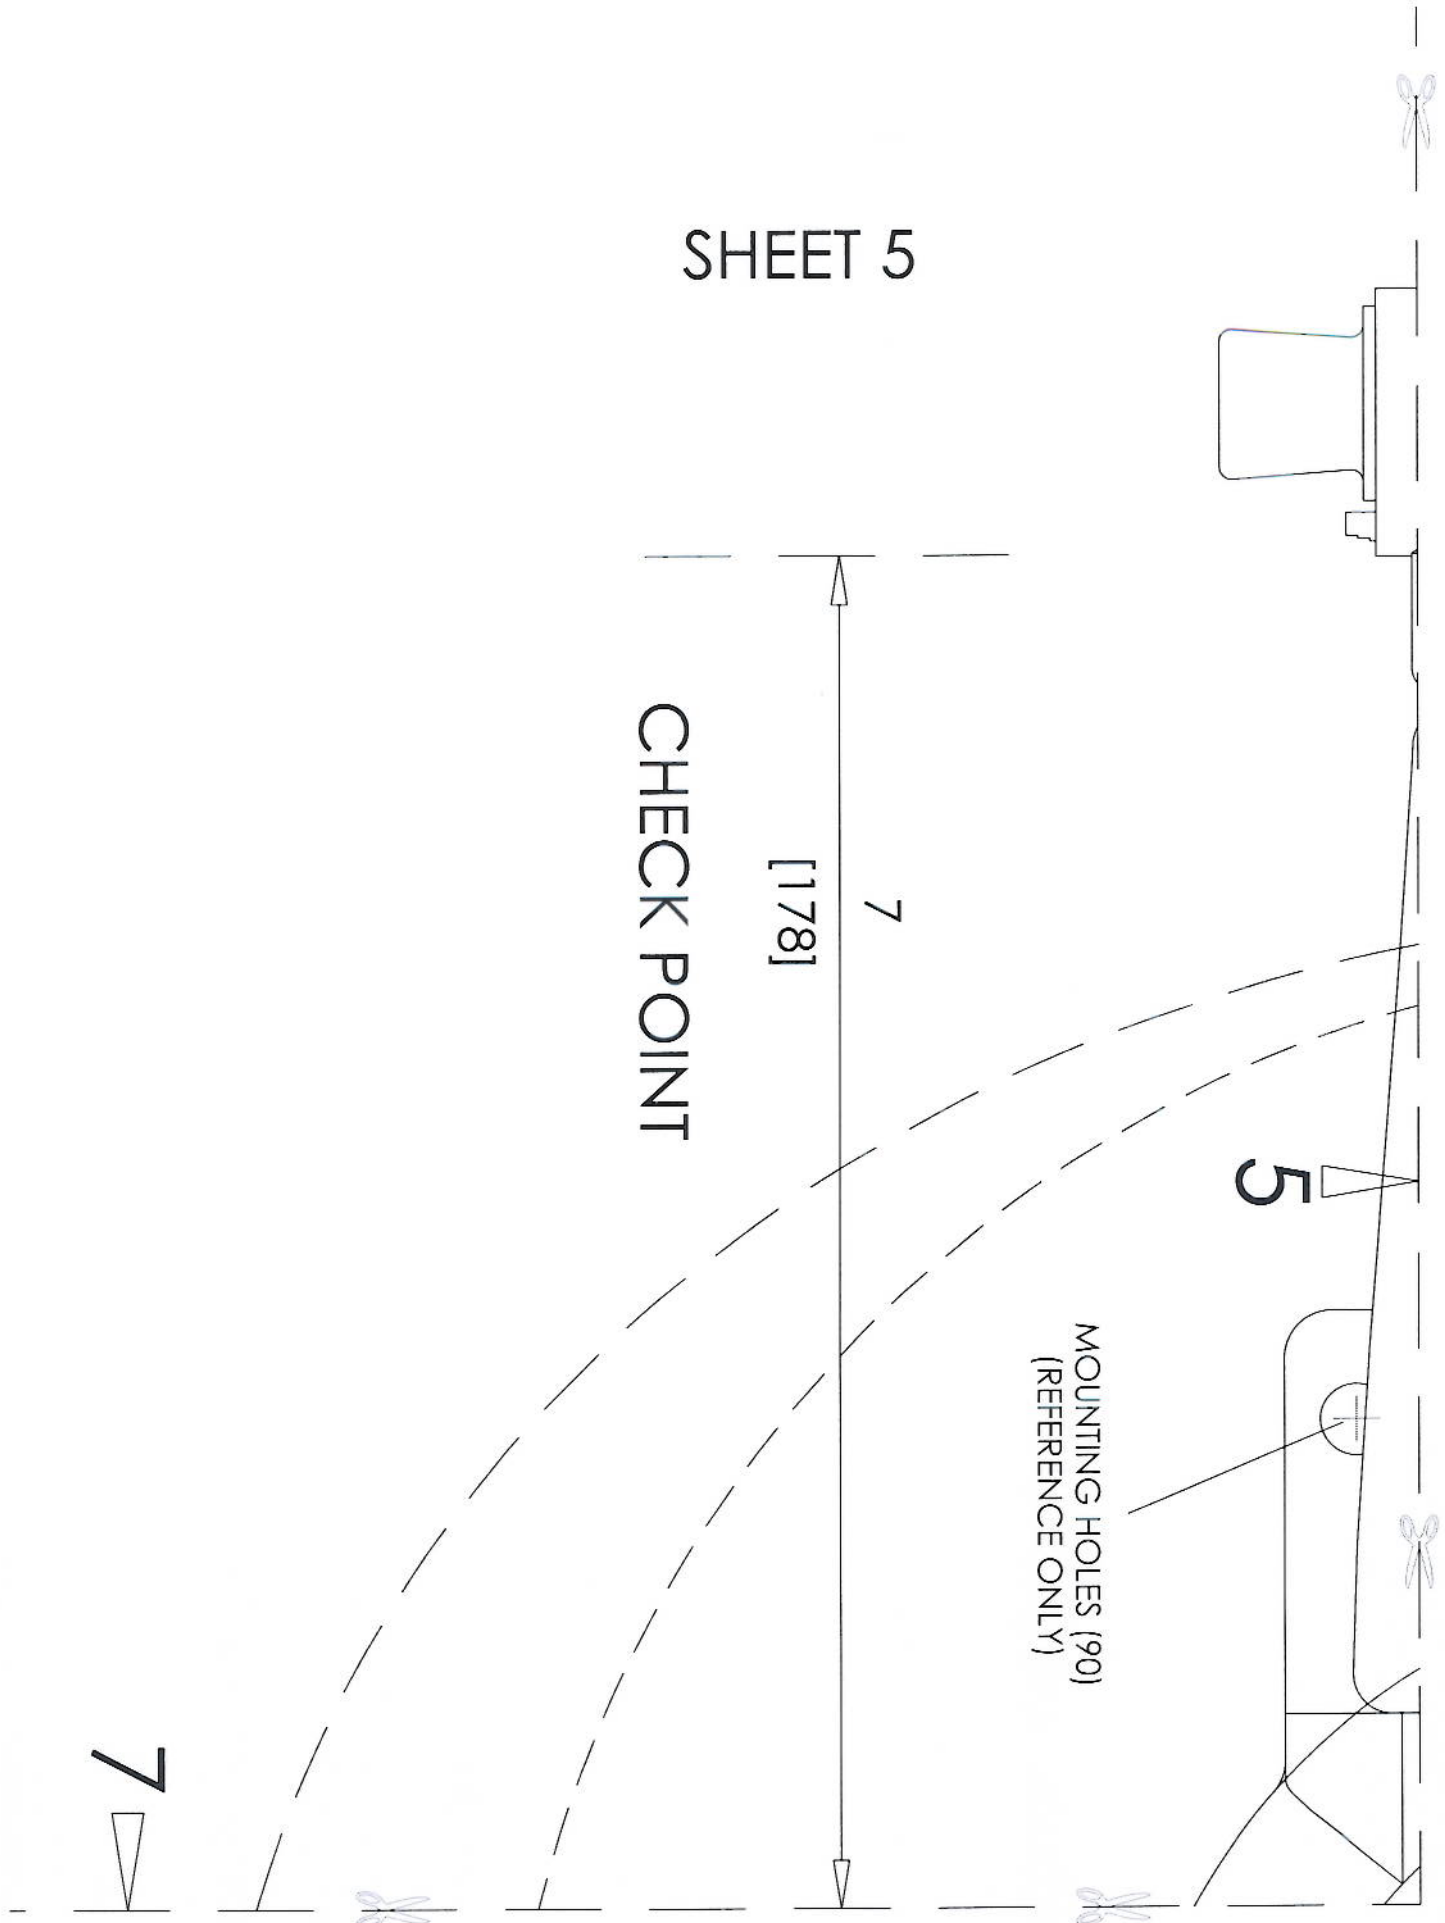 SHEET 5
CHECK POINT
7
[178]
5
MOUNTING HOLES (90)
(REFERENCE ONLY)
7